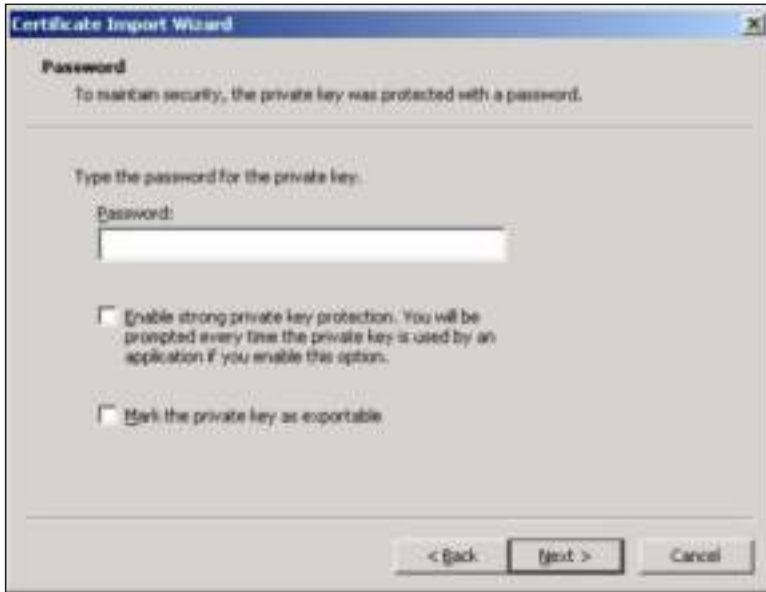 Certificate Import Wizard
Password
To maintain security, the private key was protected with a password.
Type the password for the private key.
Password:
Enable strong private key protection. You will be
prompted every time the private key is used by an
application if you enable this option.
Mark the private key as exportable
< Back
Next >
Cancel